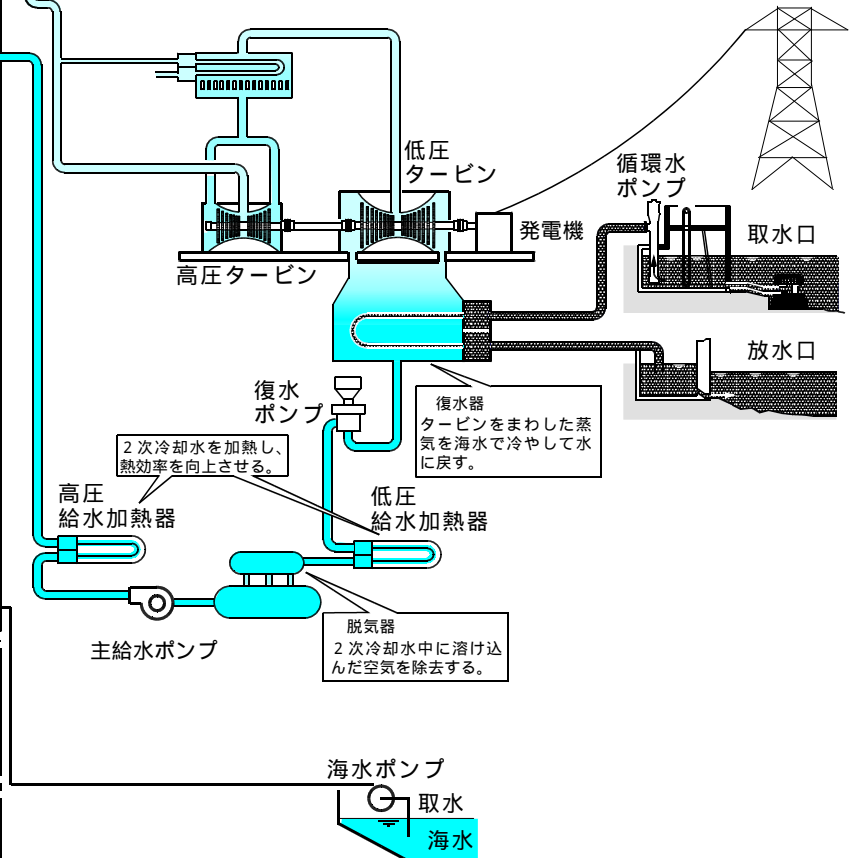 低圧
タービン
循環水
ポンプ
発電機
取水口
高圧タービン
放水口
復水
ポンプ
復水器
タービンをまわした蒸
気を海水で冷やして水
に戻す。
２次冷却水を加熱し、
熱効率を向上させる。
高圧
給水加熱器
低圧
給水加熱器
脱気器
２次冷却水中に溶け込
んだ空気を除去する。
主給水ポンプ
海水ポンプ
取水
海水